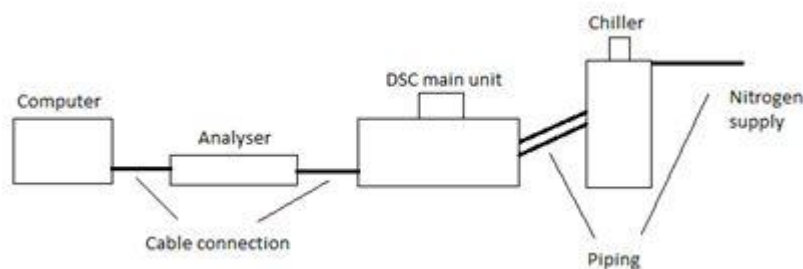 Chiller
DSC main unit
Computer
Nitrogen
supply
Analyser
Cable connection
Piping